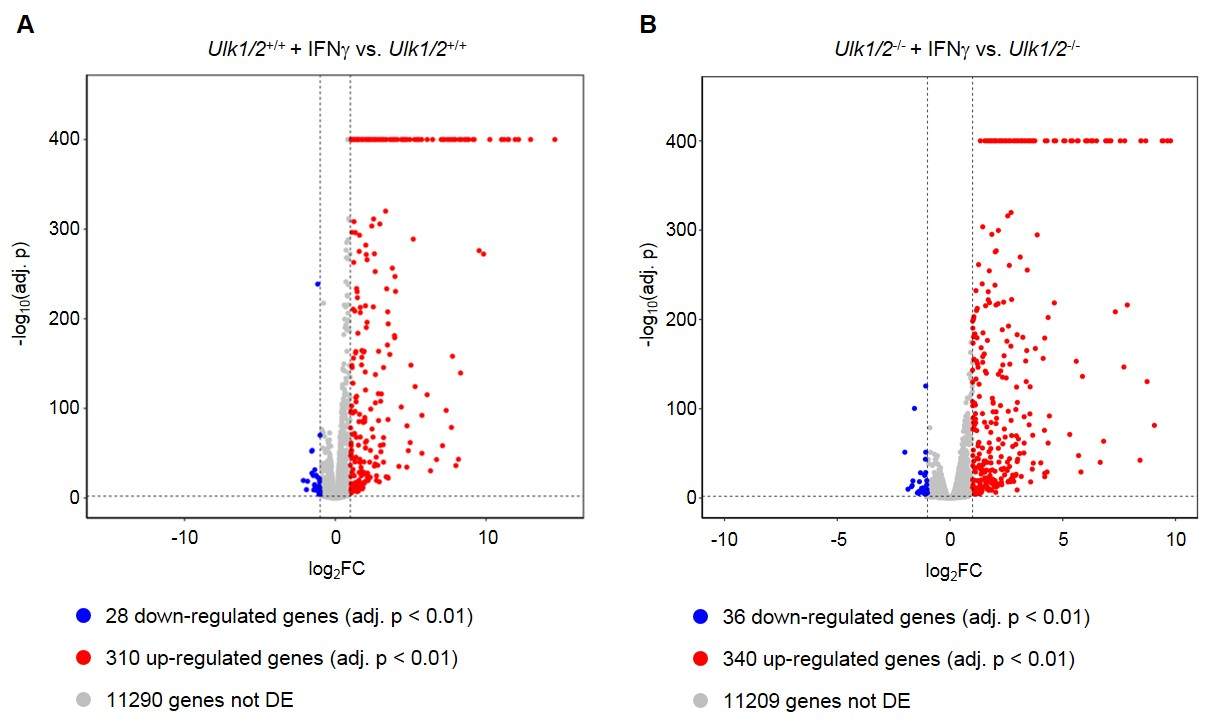 A
Ulk1/2+/+ + IFNγ vs. Ulk1/2+/+
-log10(adj. p)
400
300
200
100
0
-10 0 10
log2FC
28 down-regulated genes (adj. p < 0.01)
310 up-regulated genes (adj. p < 0.01)
11290 genes not DE
B
Ulk1/2-/- + IFNγ vs. Ulk1/2-/-
-log10(adj. p)
400
300
200
100
0
-10 -5 0 5 10
log2FC
36 down-regulated genes (adj. p < 0.01)
340 up-regulated genes (adj. p < 0.01)
11209 genes not DE